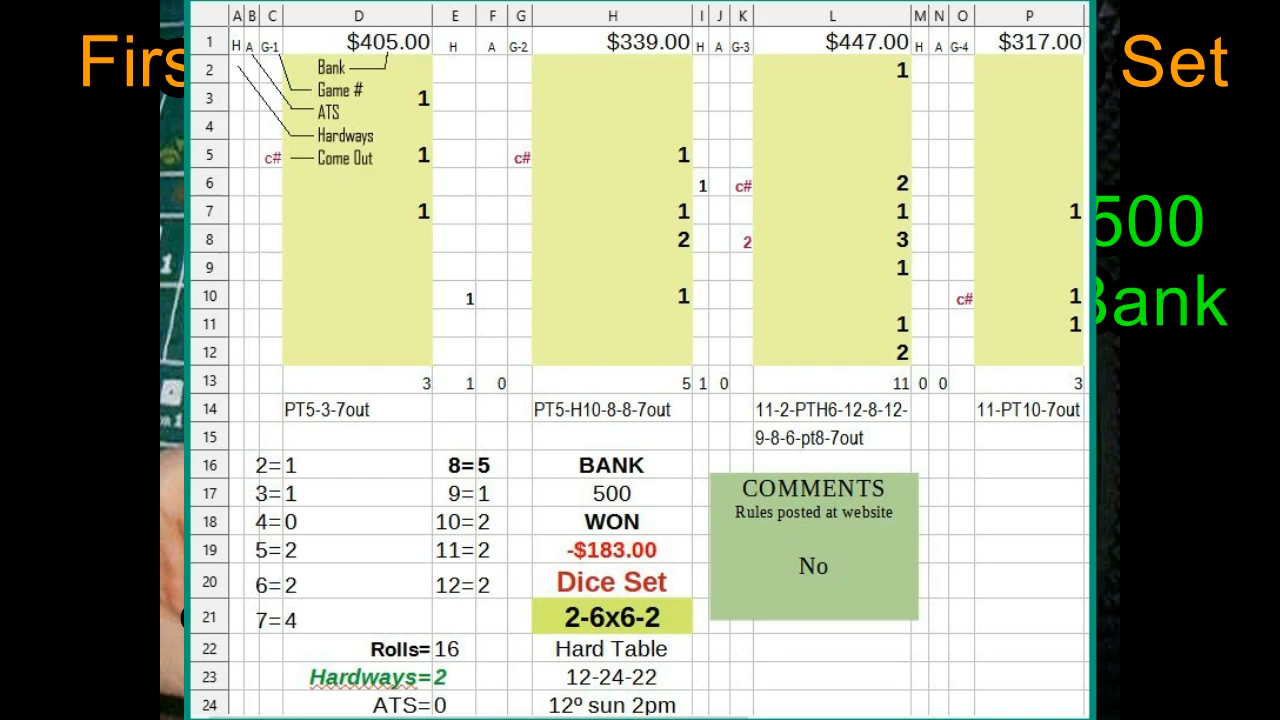 Firs Set
500
Bank
A B C D E F G H I J K L M N O P
1 H A G-1 $405.00 H A G-2 $339.00 H A G-3 $447.00 H A G-4 $317.00
2 Bank 1
Game #
3 1
ATS
4
Hardways
5 c# Come Out 1 c# 1
6 1 c# 2
7 1 1 1 1
8 2 2 3
9 1
10 1 1 c# 1
11 1 1
12 2
13 3 1 0 5 1 0 11 0 0 3
14 PT5-3-7out PT5-H10-8-8-7out 11-2-PTH6-12-8-12- 11-PT10-7out
15 9-8-6-pt8-7out
16 2=1 8=5 BANK
17 3=1 9=1 500
18 4=0 10=2 WON
19 5=2 11=2 -$183.00
20 6=2 12=2 Dice Set
21 7=4 2-6x6-2
22 Rolls=16 Hard Table
23 Hardways=2 12-24-22
24 ATS=0 12º sun 2pm
COMMENTS
Rules posted at website
No